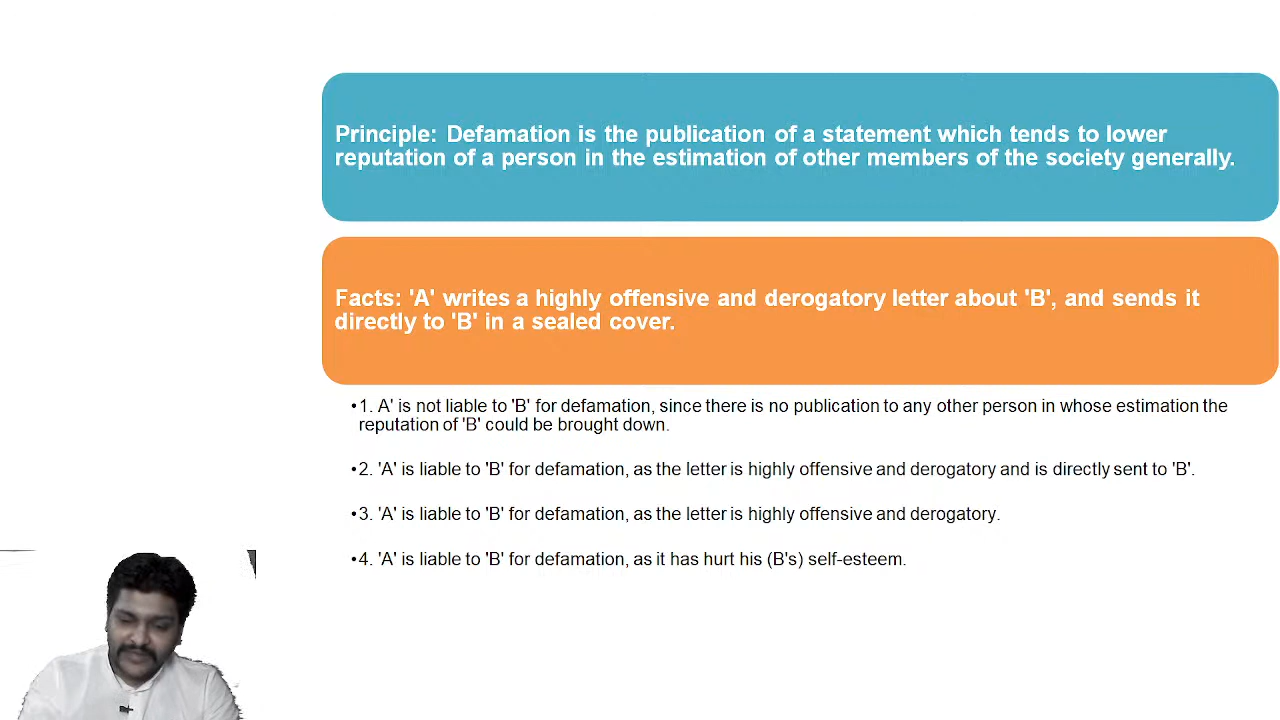 Principle: Defamation is the publication of a statement which tends to lower
reputation of a person in the estimation of other members of the society generally.
Facts: 'A' writes a highly offensive and derogatory letter about 'B', and sends it
directly to 'B' in a sealed cover.
•1. A' is not liable to 'B' for defamation, since there is no publication to any other person in whose estimation the
reputation of 'B' could be brought down.
•2. 'A' is liable to 'B' for defamation, as the letter is highly offensive and derogatory and is directly sent to 'B'.
•3. 'A' is liable to 'B' for defamation, as the letter is highly offensive and derogatory.
•4. 'A' is liable to 'B' for defamation, as it has hurt his (B's) self-esteem.